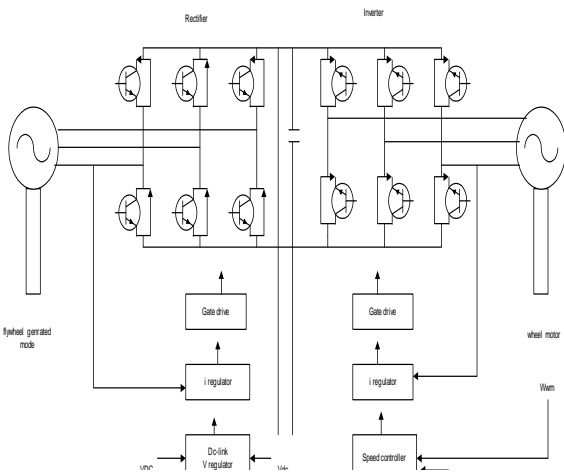 Rectifier
Inverter
flywheel genrated
mode
wheel motor
Gate drive
Gate drive
i regulator
i regulator
Wwm
Dc-link
V regulator
Speed controller
VDC
Vdc